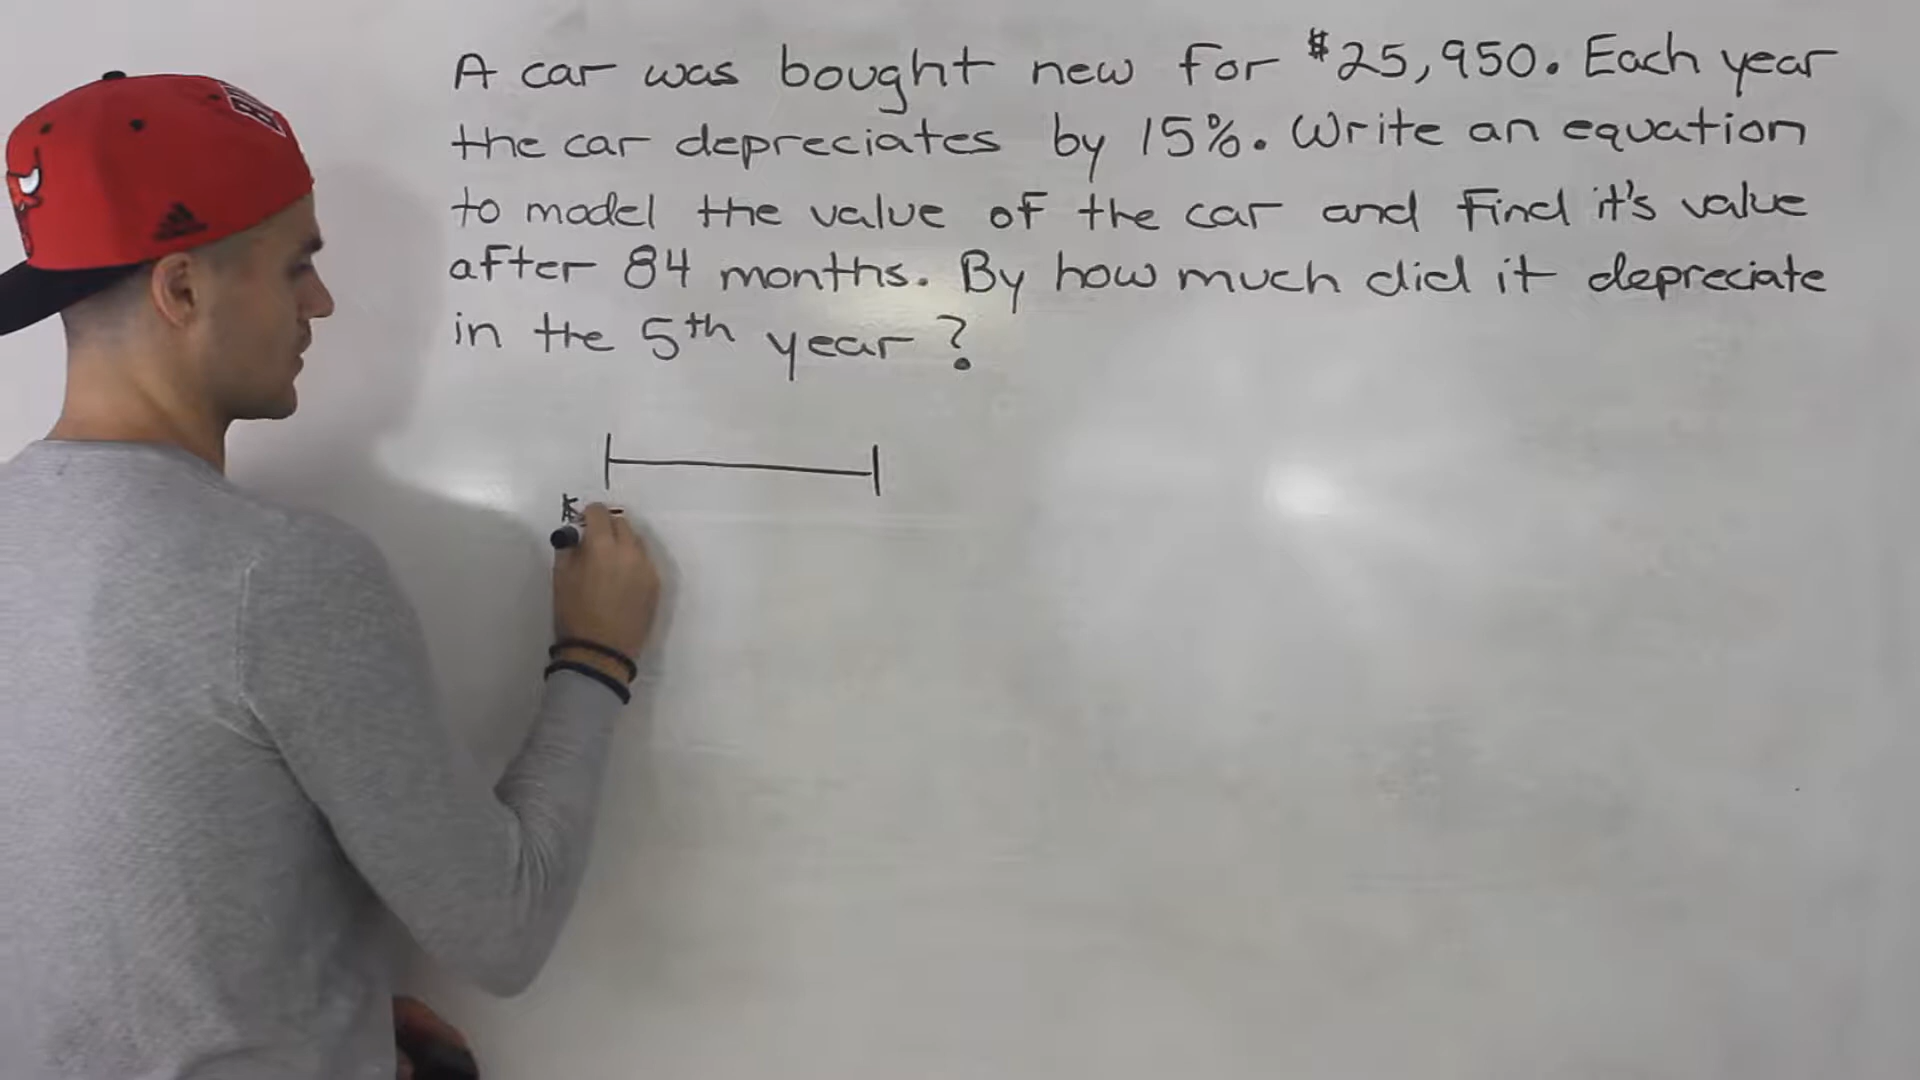 A car was bought new for $25,950. Each year
the car depreciates by 15%. Write an equation
to model the value of the car and find it's value
after 84 months. By how much did it depreciate
in the 5th year?